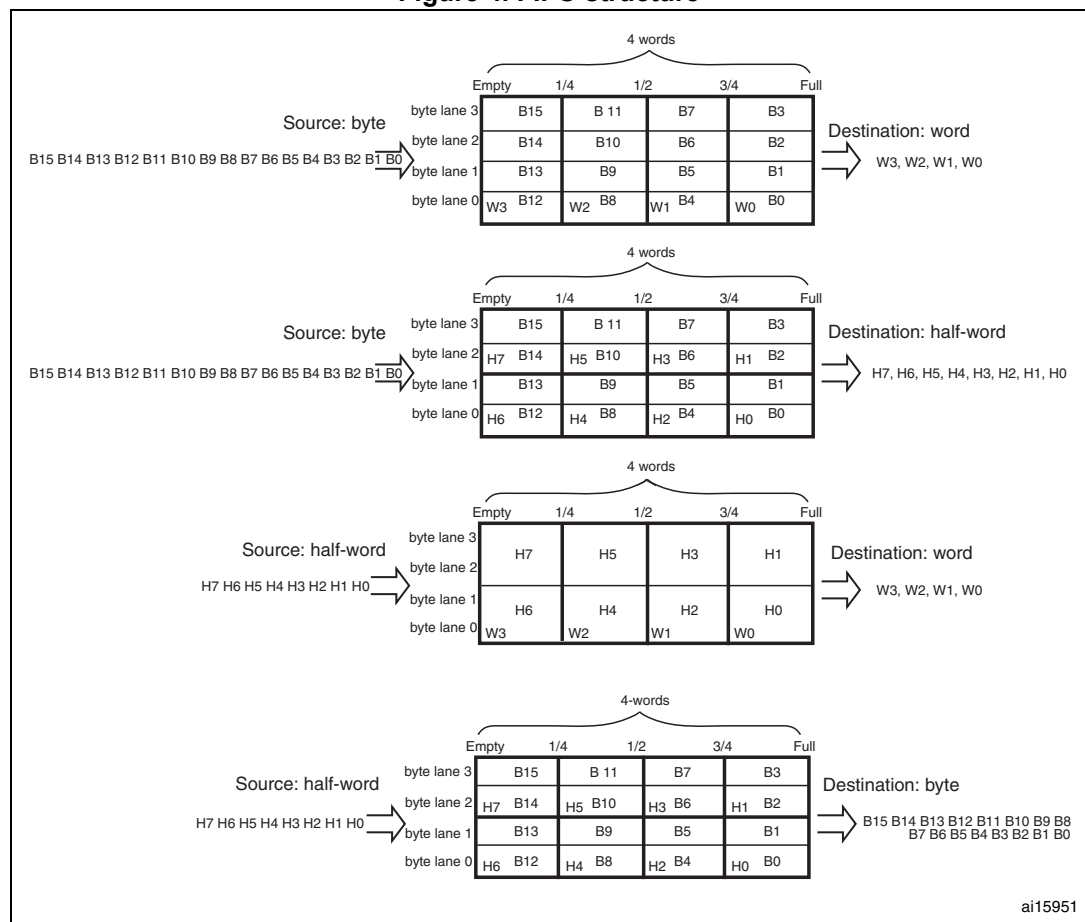 4 words
Empty 1/4 1/2 3/4 Full
Source: byte
B15 B14 B13 B12 B11 B10 B9 B8 B7 B6 B5 B4 B3 B2 B1 B0
byte lane 3 B15 B 11 B7 B3
byte lane 2 B14 B10 B6 B2
byte lane 1 B13 B9 B5 B1
byte lane 0 W3 B12 W2 B8 W1 B4 W0 B0
Destination: word
W3, W2, W1, W0
4 words
Empty 1/4 1/2 3/4 Full
Source: byte
B15 B14 B13 B12 B11 B10 B9 B8 B7 B6 B5 B4 B3 B2 B1 B0
byte lane 3 B15 B 11 B7 B3
byte lane 2 H7 B14 H5 B10 H3 B6 H1 B2
byte lane 1 B13 B9 B5 B1
byte lane 0 H6 B12 H4 B8 H2 B4 H0 B0
Destination: half-word
H7, H6, H5, H4, H3, H2, H1, H0
4 words
Empty 1/4 1/2 3/4 Full
Source: half-word
H7 H6 H5 H4 H3 H2 H1 H0
byte lane 3
H7 H5 H3 H1
byte lane 2
byte lane 1
H6 H4 H2 H0
byte lane 0 W3 W2 W1 W0
Destination: word
W3, W2, W1, W0
4-words
Empty 1/4 1/2 3/4 Full
Source: half-word
H7 H6 H5 H4 H3 H2 H1 H0
byte lane 3 B15 B 11 B7 B3
byte lane 2 H7 B14 H5 B10 H3 B6 H1 B2
byte lane 1 B13 B9 B5 B1
byte lane 0 H6 B12 H4 B8 H2 B4 H0 B0
Destination: byte
B15 B14 B13 B12 B11 B10 B9 B8
B7 B6 B5 B4 B3 B2 B1 B0
ai15951